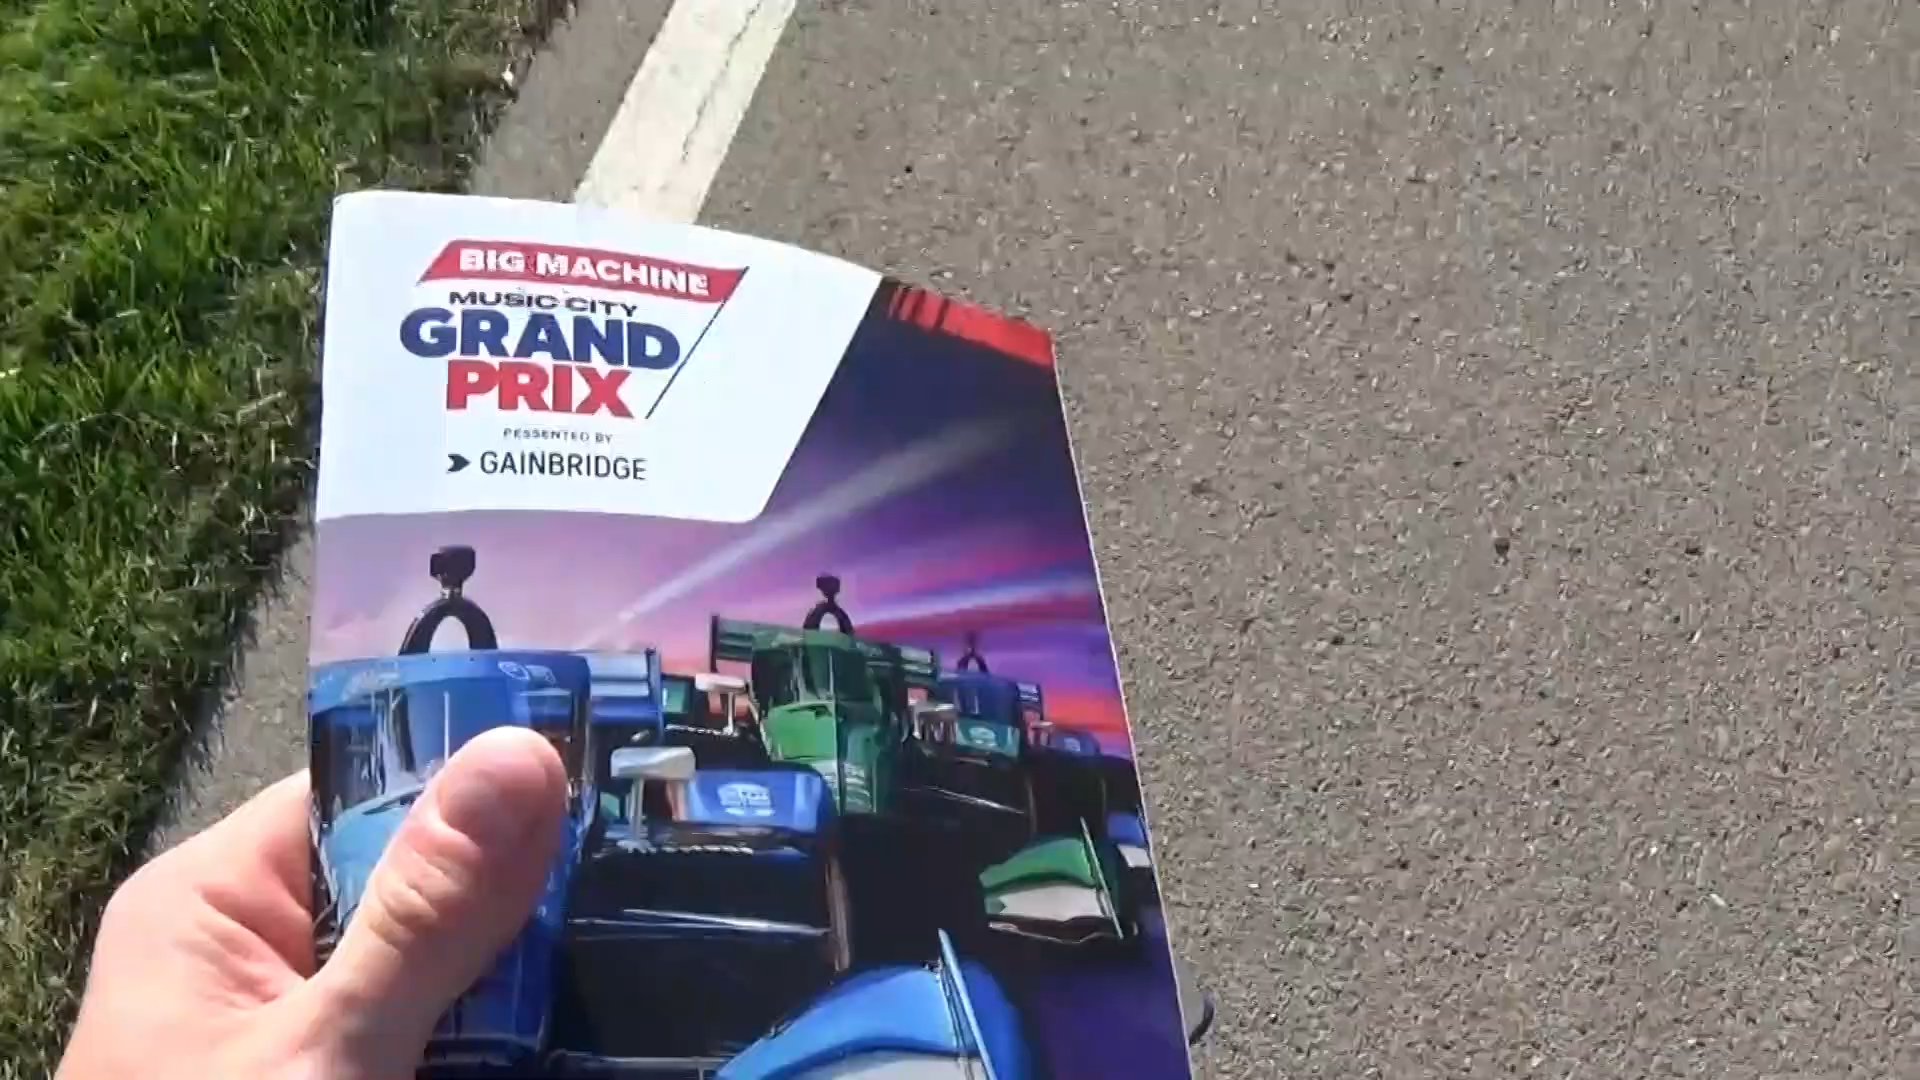 BIG MACHINE
MUSIC CITY
GRAND
PRIX
PESSENTED BY
GAINBRIDGE